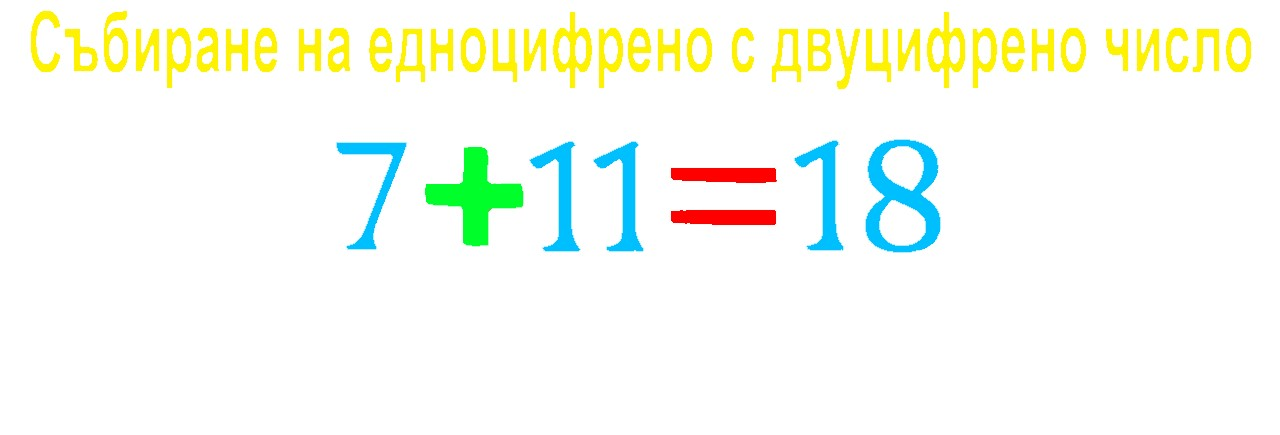 Събиране на едноцифрено с двуцифрено число
7+11=18